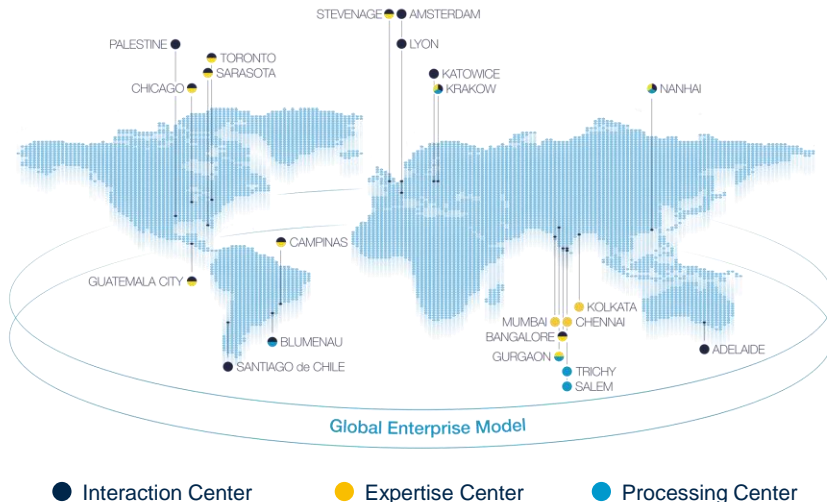 STEVENAGE
AMSTERDAM
PALESTINE
LYON
TORONTO
SARASOTA
KATOWICE
CHICAGO
KRAKOW
NANHAI
CAMPINAS
GUATEMALA CITY
KOLKATA
MUMBAI
CHENNAI
BANGALORE
BLUMENAU
ADELAIDE
GURGAON
SANTIAGO de CHILE
TRICHY
SALEM
Global Enterprise Model
Interaction Center
Expertise Center
Processing Center